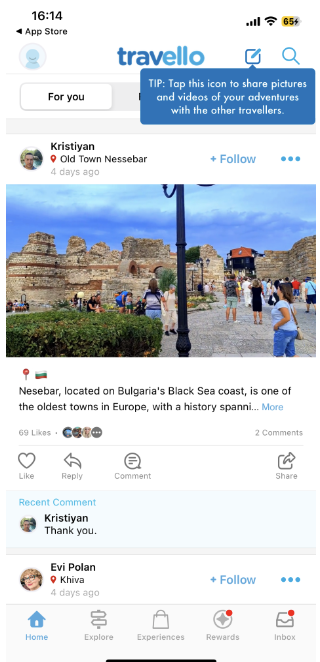 16:14
65
◀ App Store
travello
For you
TIP: Tap this icon to share pictures
and videos of your adventures
with the other travellers.
Kristiyan
Old Town Nessebar
4 days ago
+ Follow
Nesebar, located on Bulgaria's Black Sea coast, is one of
the oldest towns in Europe, with a history spanni... More
69 Likes
2 Comments
Like
Reply
Comment
Share
Recent Comment
Kristiyan
Thank you.
Evi Polan
Khiva
4 days ago
+ Follow
Home
Explore
Experiences
Rewards
Inbox